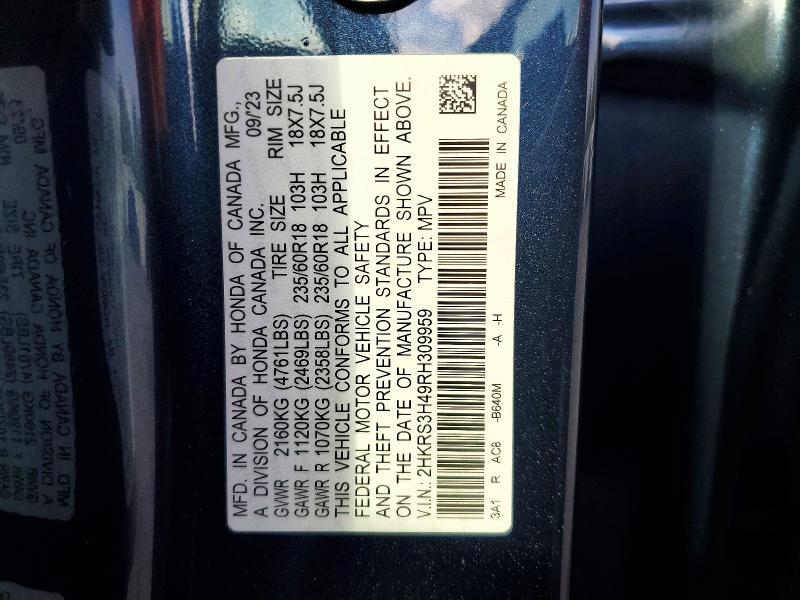 MFD. IN CANADA BY HONDA OF CANADA MFG.,
A DIVISION OF HONDA CANADA INC. 09/'23
GVWR 2160KG (4761LBS) TIRE SIZE RIM SIZE
GAWR F 1120KG (2469LBS) 235/60R18 103H 18X7.5J
GAWR R 1070KG (2358LBS) 235/60R18 103H 18X7.5J
THIS VEHICLE CONFORMS TO ALL APPLICABLE
FEDERAL MOTOR VEHICLE SAFETY
AND THEFT PREVENTION STANDARDS IN EFFECT
ON THE DATE OF MANUFACTURE SHOWN ABOVE.
V.I.N.: 2HKRS3H49RH309959 TYPE: MPV
3A1 R AC8 -B640M -A -H MADE IN CANADA